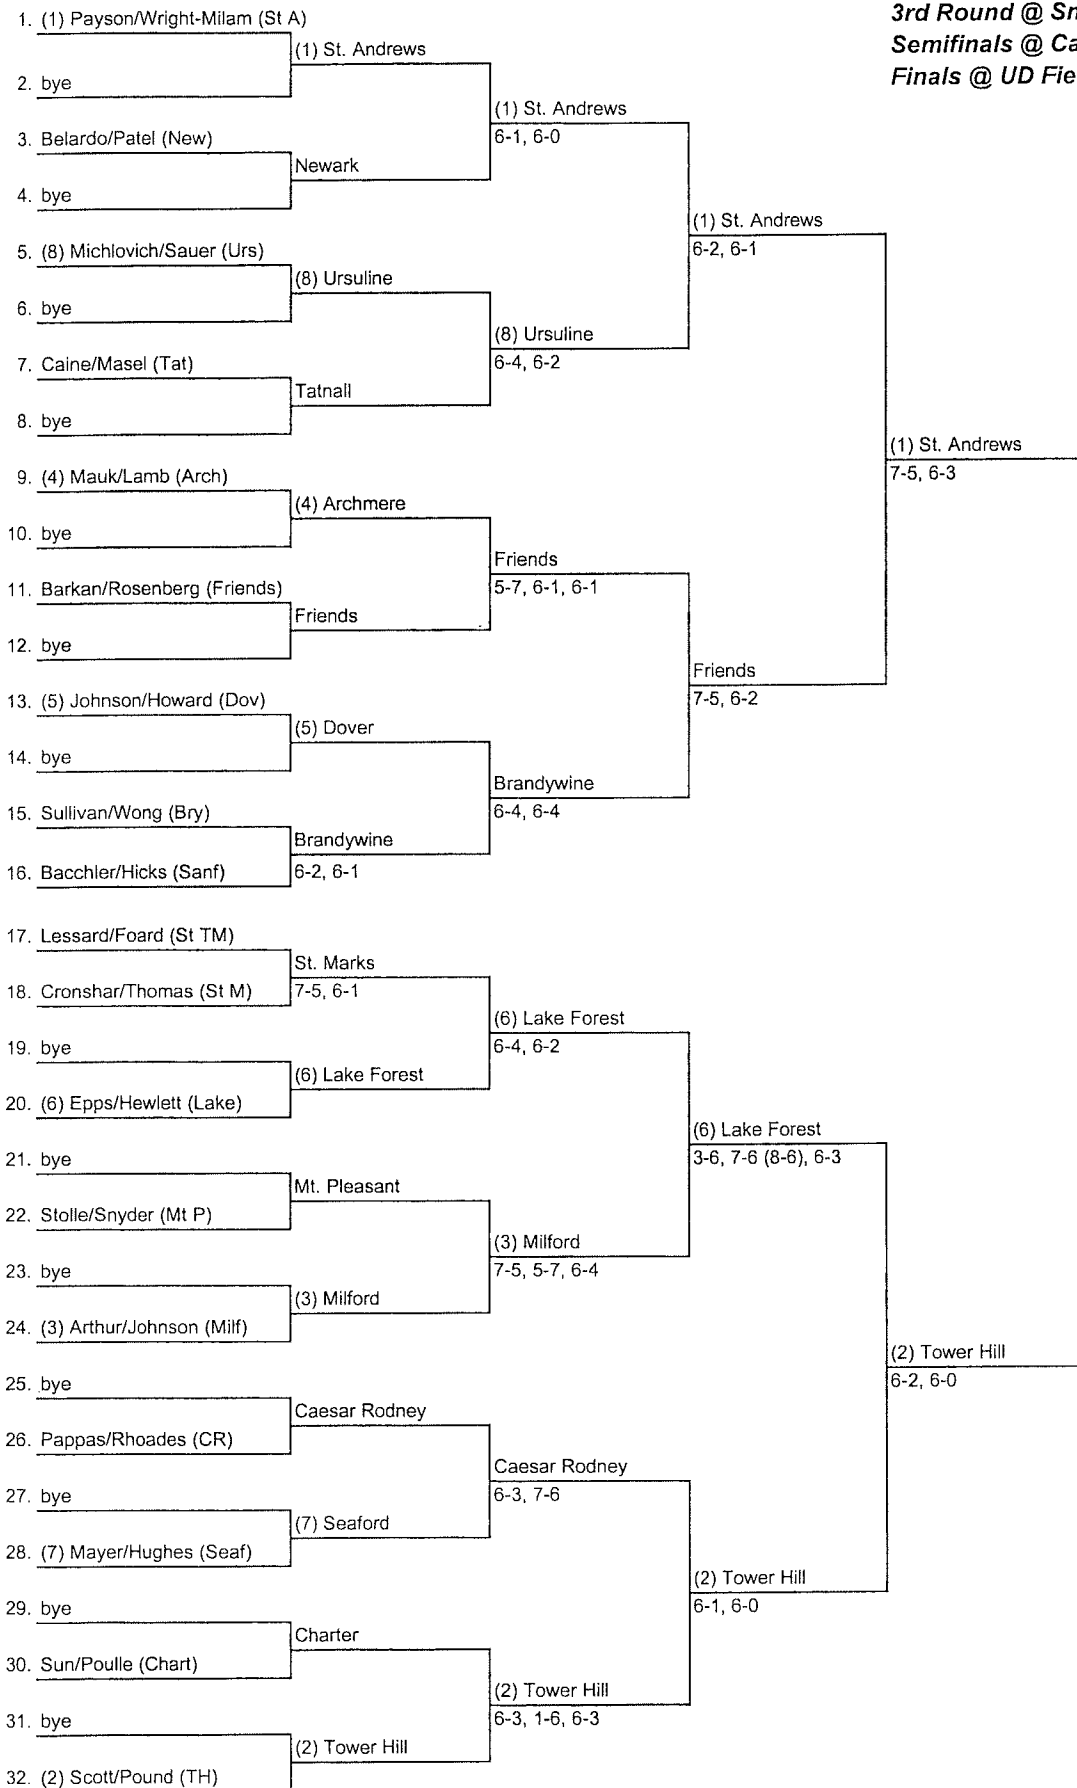 3rd Round @
Semifinals @
Finals @ UD
1. (1) Payson/Wright-Milam (St A)
(1) St. Andrews
2. bye
(1) St. Andrews
6-1, 6-0
3. Belardo/Patel (New)
Newark
4. bye
(1) St. Andrews
6-2, 6-1
5. (8) Michlovich/Sauer (Urs)
(8) Ursuline
6. bye
(8) Ursuline
6-4, 6-2
7. Caine/Masel (Tat)
Tatnall
8. bye
(1) St. Andrews
7-5, 6-3
9. (4) Mauk/Lamb (Arch)
(4) Archmere
10. bye
Friends
5-7, 6-1, 6-1
11. Barkan/Rosenberg (Friends)
Friends
12. bye
Friends
7-5, 6-2
13. (5) Johnson/Howard (Dov)
(5) Dover
14. bye
Brandywine
6-4, 6-4
15. Sullivan/Wong (Bry)
Brandywine
6-2, 6-1
16. Bacchler/Hicks (Sanf)
17. Lessard/Foard (St TM)
St. Marks
7-5, 6-1
18. Cronshar/Thomas (St M)
(6) Lake Forest
6-4, 6-2
19. bye
(6) Lake Forest
20. (6) Epps/Hewlett (Lake)
(6) Lake Forest
3-6, 7-6 (8-6), 6-3
21. bye
Mt. Pleasant
22. Stolle/Snyder (Mt P)
(3) Milford
7-5, 5-7, 6-4
23. bye
(3) Milford
24. (3) Arthur/Johnson (Milf)
(2) Tower Hill
6-2, 6-0
25. bye
Caesar Rodney
26. Pappas/Rhoades (CR)
Caesar Rodney
6-3, 7-6
27. bye
(7) Seaford
28. (7) Mayer/Hughes (Seaf)
(2) Tower Hill
6-1, 6-0
29. bye
Charter
30. Sun/Poulle (Chart)
(2) Tower Hill
6-3, 1-6, 6-3
31. bye
(2) Tower Hill
32. (2) Scott/Pound (TH)